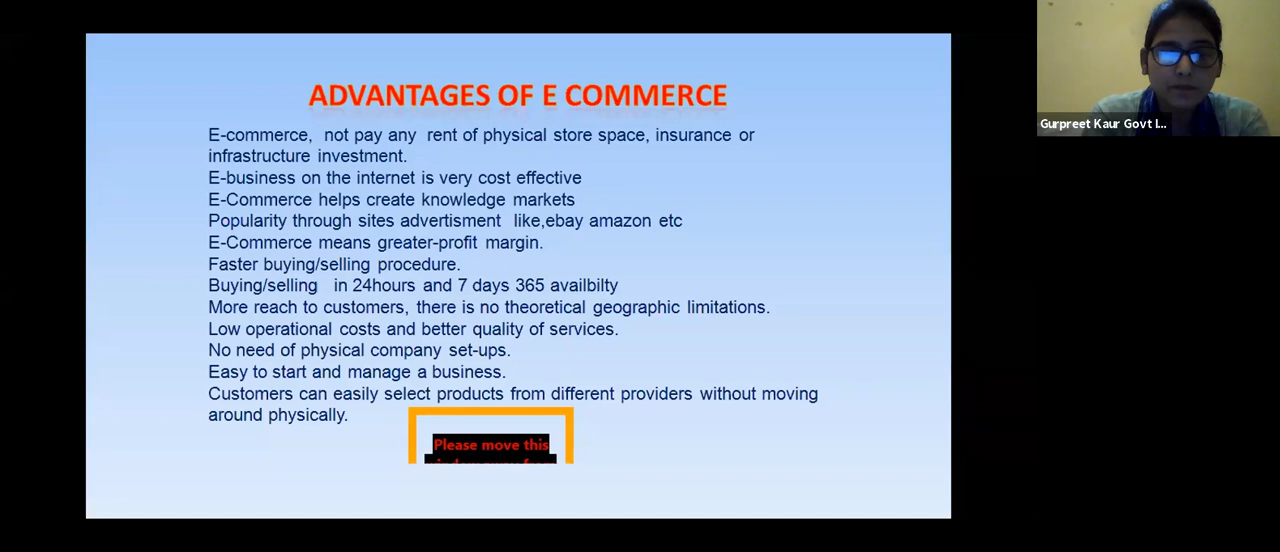 ADVANTAGES OF E COMMERCE
E-commerce, not pay any rent of physical store space, insurance or
infrastructure investment.
E-business on the internet is very cost effective
E-Commerce helps create knowledge markets
Popularity through sites advertisment like,ebay amazon etc
E-Commerce means greater-profit margin.
Faster buying/selling procedure.
Buying/selling in 24hours and 7 days 365 availbilty
More reach to customers, there is no theoretical geographic limitations.
Low operational costs and better quality of services.
No need of physical company set-ups.
Easy to start and manage a business.
Customers can easily select products from different providers without moving
around physically.
Please move this
Gurpreet Kaur Govt I...